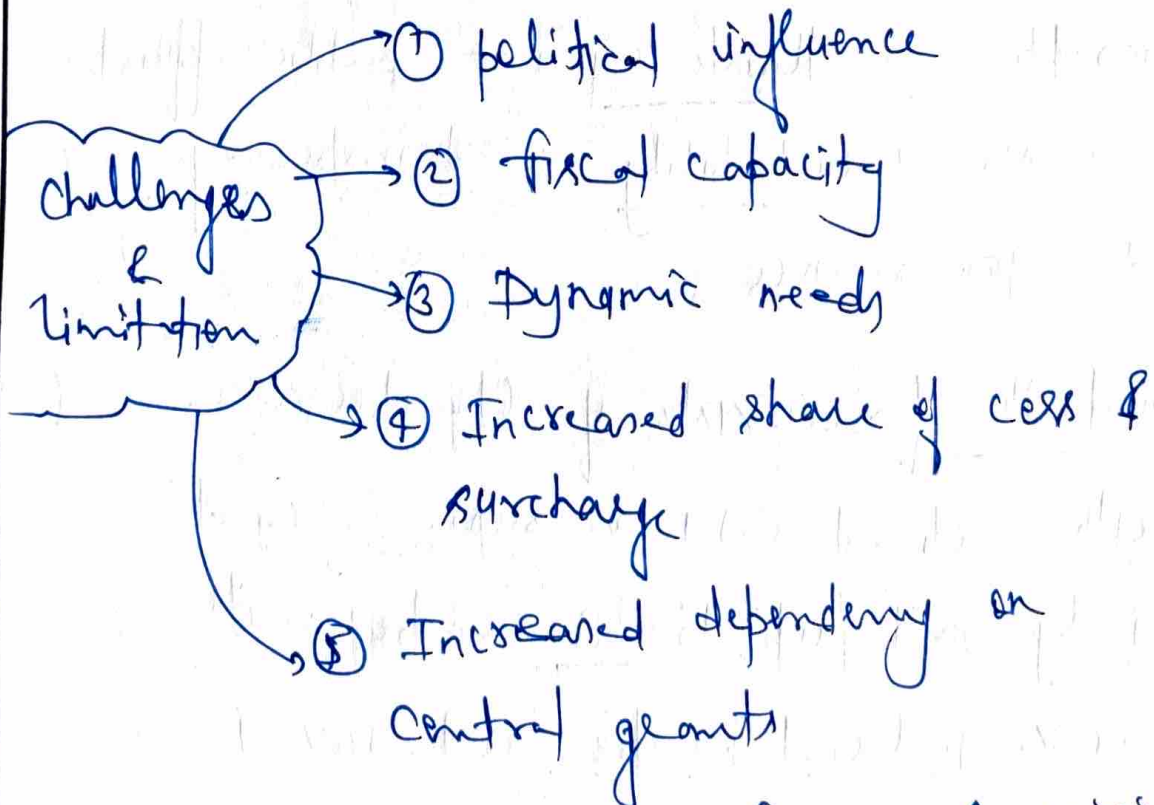 ① political influence
② fiscal capacity
challenges
&
limitation
③ Dynamic needs
④ Increased share of cess &
surcharge
⑤ Increased dependency on
Central grants